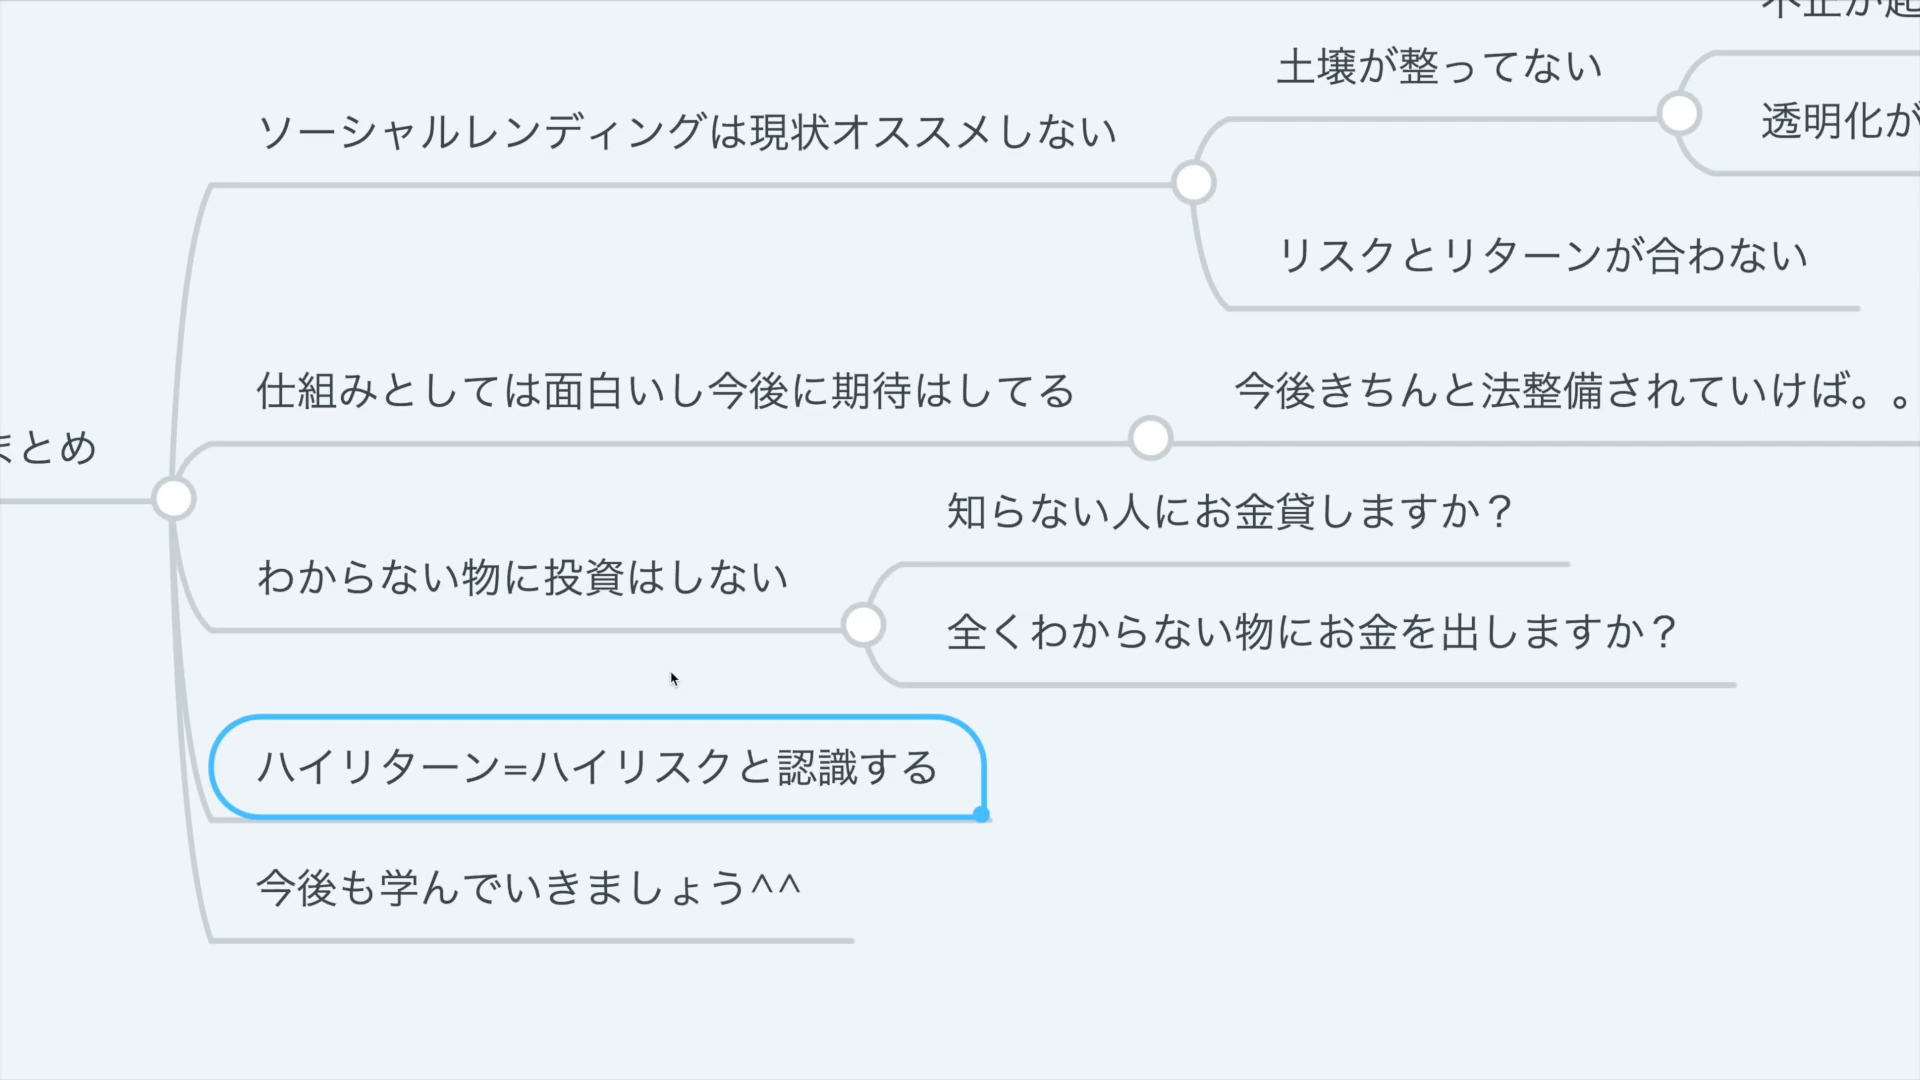 不正が起
土壌が整ってない
透明化が
ソーシャルレンディングは現状オススメしない
リスクとリターンが合わない
仕組みとしては面白いし今後に期待はしてる
今後きちんと法整備されていけば。。
まとめ
知らない人にお金貸しますか？
わからない物に投資はしない
全くわからない物にお金を出しますか？
ハイリターン=ハイリスクと認識する
今後も学んでいきましょう^^